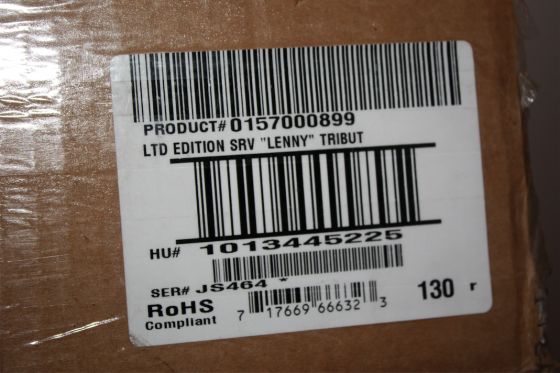 PRODUCT# 0157000899
LTD EDITION SRV "LENNY" TRIBUT
HU# 1013445225
SER# JS464 *
RoHS
Compliant
7 17669 66632 3
130 r